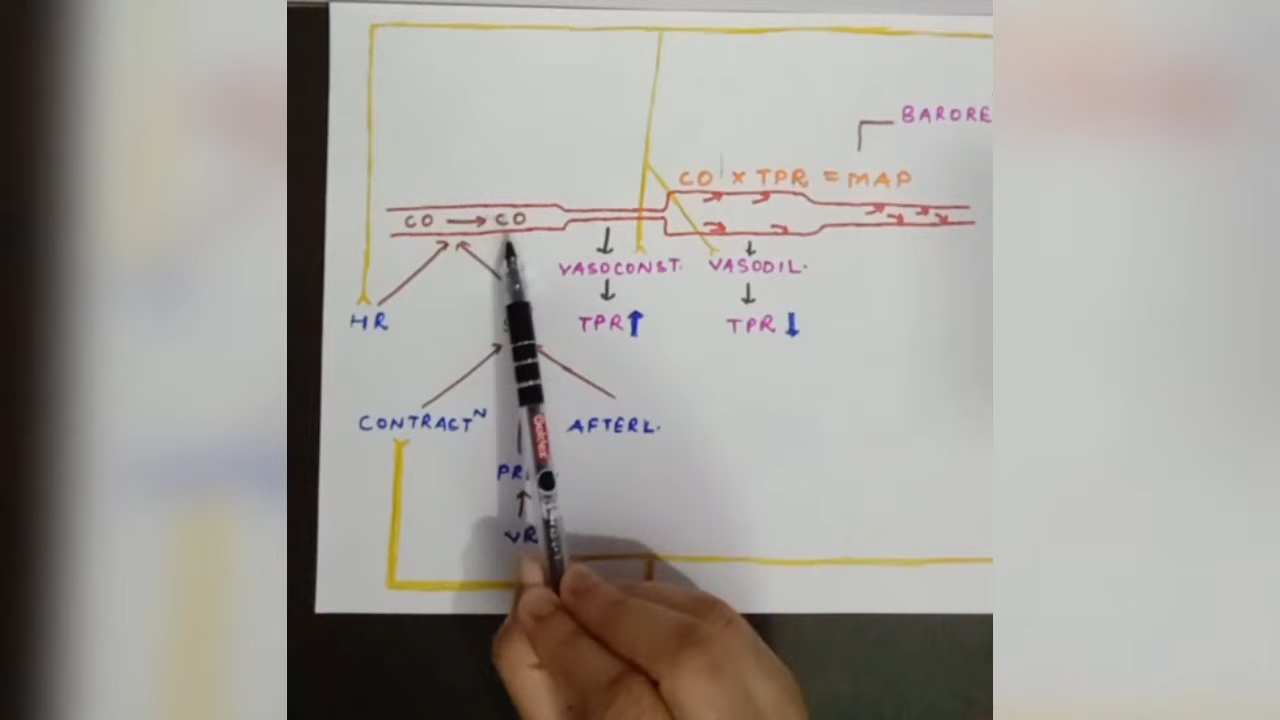 BARORE
CO × TPR = MAP
CO → CO
VASOCONST. VASODIL.
HR TPR↑ TPR↓
CONTRACTᴺ AFTERL.
PR
VR